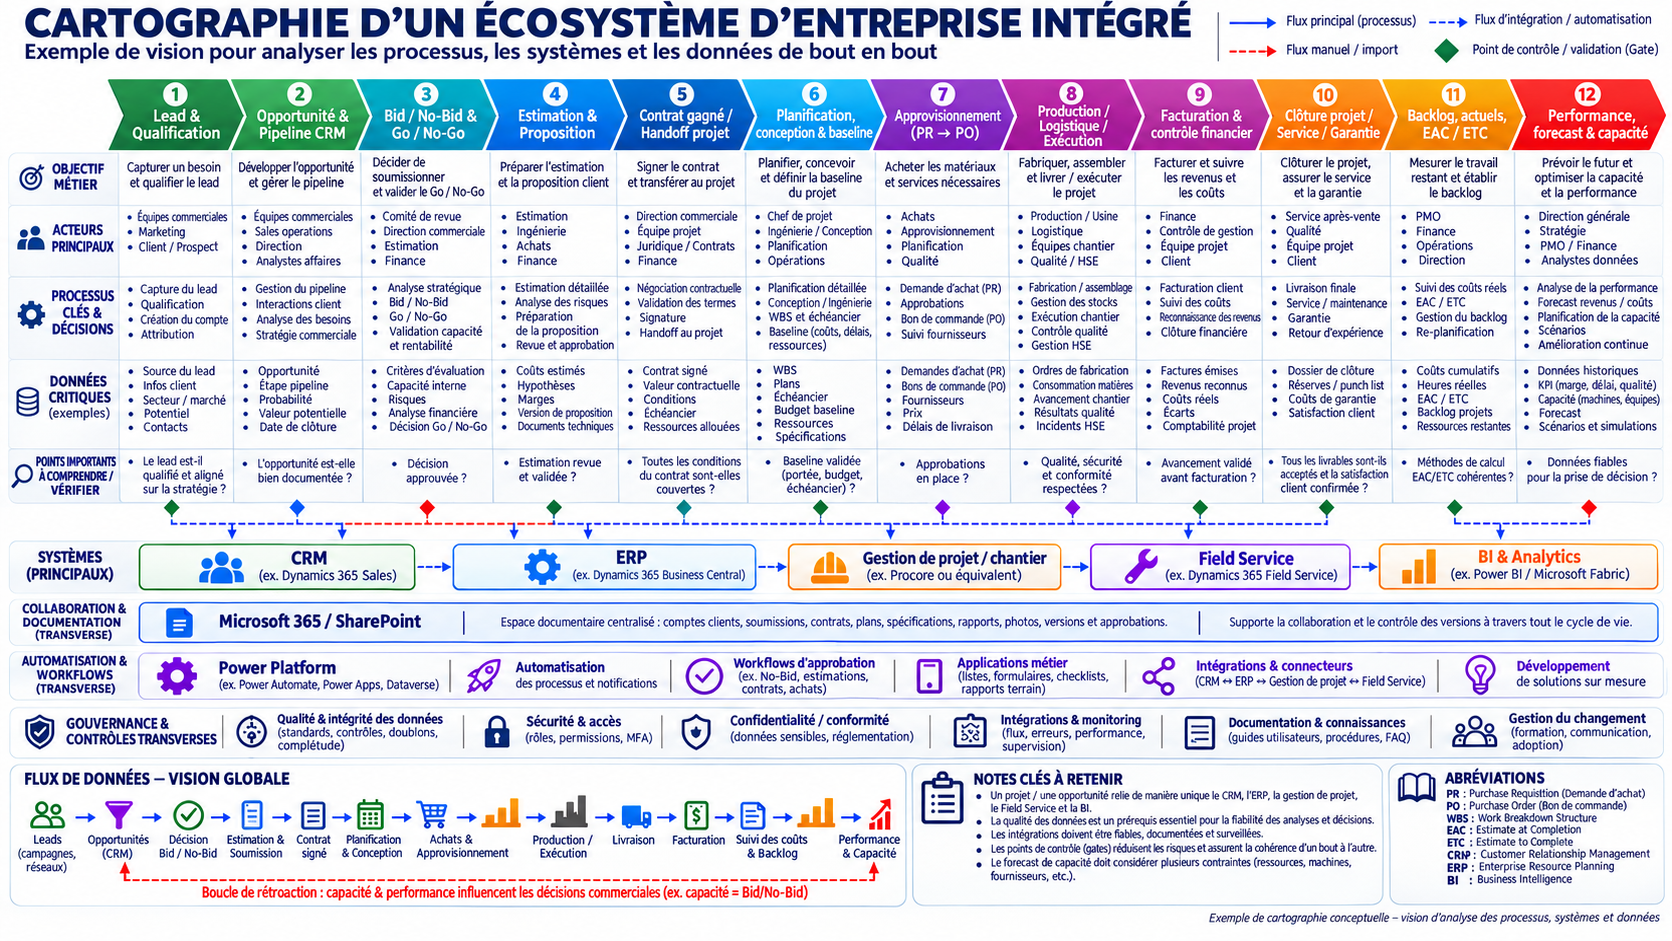 CARTOGRAPHIE D'UN ÉCOSYSTÈME D'ENTREPRISE INTÉGRÉ
Exemple de vision pour analyser les processus, les systèmes et les données de bout en bout
Flux principal (processus)
Flux d'intégration / automatisation
Flux manuel / import
Point de contrôle / validation (Gate)
1
Lead &
Qualification
2
Opportunité &
Pipeline CRM
3
Bid / No-Bid &
Go / No-Go
4
Estimation &
Proposition
5
Contrat gagné /
Handoff projet
6
Planification,
conception & baseline
7
Approvisionnement
(PR → PO)
8
Production /
Logistique /
Exécution
9
Facturation &
contrôle financier
10
Clôture projet /
Service / Garantie
11
Backlog, actuels,
EAC / ETC
12
Performance,
forecast & capacité
OBJECTIF
MÉTIER
Capturer un besoin
et qualifier le lead
Développer l'opportunité
et gérer le pipeline
Décider de
soumissionner
et valider le Go / No-Go
Préparer l'estimation
et la proposition client
Signer le contrat
et transférer au projet
Planifier, concevoir
et définir la baseline
du projet
Acheter les matériaux
et services nécessaires
Fabriquer, assembler
et livrer / exécuter
le projet
Facturer et suivre
les revenus et
les coûts
Clôturer le projet,
assurer le service
et la garantie
Mesurer le travail
restant et établir
le backlog
Prévoir le futur et
optimiser la capacité
et la performance
ACTEURS
PRINCIPAUX
• Équipes commerciales
• Marketing
• Client / Prospect
• Équipes commerciales
• Sales operations
• Direction
• Analystes affaires
• Comité de revue
• Direction commerciale
• Estimation
• Finance
• Estimation
• Ingénierie
• Achats
• Finance
• Direction commerciale
• Équipe projet
• Juridique / Contrats
• Finance
• Chef de projet
• Ingénierie / Conception
• Planification
• Opérations
• Achats
• Approvisionnement
• Planification
• Qualité
• Production / Usine
• Logistique
• Équipes chantier
• Qualité / HSE
• Finance
• Contrôle de gestion
• Équipe projet
• Client
• Service après-vente
• Qualité
• Équipe projet
• Client
• PMO
• Finance
• Opérations
• Direction
• Direction générale
• Stratégie
• PMO / Finance
• Analystes données
PROCESSUS
CLÉS &
DÉCISIONS
• Capture du lead
• Qualification
• Création du compte
• Attribution
• Gestion du pipeline
• Interactions client
• Analyse des besoins
• Stratégie commerciale
• Analyse stratégique
• Bid / No-Bid
• Go / No-Go
• Validation capacité
et rentabilité
• Estimation détaillée
• Analyse des risques
• Préparation
de la proposition
• Revue et approbation
• Négociation contractuelle
• Validation des termes
• Signature
• Handoff au projet
• Planification détaillée
• Conception / Ingénierie
• WBS et échéancier
• Baseline (coûts, délais,
ressources)
• Demande d'achat (PR)
• Approbations
• Bon de commande (PO)
• Suivi fournisseurs
• Fabrication / assemblage
• Gestion des stocks
• Exécution chantier
• Contrôle qualité
• Gestion HSE
• Facturation client
• Suivi des coûts
• Reconnaissance des revenus
• Clôture financière
• Livraison finale
• Service / maintenance
• Garantie
• Retour d'expérience
• Suivi des coûts réels
• EAC / ETC
• Gestion du backlog
• Re-planification
• Analyse de la performance
• Forecast revenus / coûts
• Planification de la capacité
• Scénarios
• Amélioration continue
DONNÉES
CRITIQUES
(exemples)
• Source du lead
• Infos client
• Secteur / marché
• Potentiel
• Contacts
• Opportunité
• Étape pipeline
• Probabilité
• Valeur potentielle
• Date de clôture
• Critères d'évaluation
• Capacité interne
• Risques
• Analyse financière
• Décision Go / No-Go
• Coûts estimés
• Hypothèses
• Marges
• Version de proposition
• Documents techniques
• Contrat signé
• Valeur contractuelle
• Conditions
• Échéancier
• Ressources allouées
• WBS
• Plans
• Échéancier
• Budget baseline
• Ressources
• Spécifications
• Demandes d'achat (PR)
• Bons de commande (PO)
• Fournisseurs
• Prix
• Délais de livraison
• Ordres de fabrication
• Consommation matières
• Avancement chantier
• Résultats qualité
• Incidents HSE
• Factures émises
• Revenus reconnus
• Coûts réels
• Écarts
• Comptabilité projet
• Dossier de clôture
• Réserves / punch list
• Coûts de garantie
• Satisfaction client
• Coûts cumulatifs
• Heures réelles
• EAC / ETC
• Backlog projets
• Ressources restantes
• Données historiques
• KPI (marge, délai, qualité)
• Capacité (machines, équipes)
• Forecast
• Scénarios et simulations
POINTS IMPORTANTS
À COMPRENDRE /
VÉRIFIER
• Le lead est-il
qualifié et aligné
sur la stratégie ?
• L'opportunité est-elle
bien documentée ?
• Décision
approuvée ?
• Estimation revue
et validée ?
• Toutes les conditions
du contrat sont-elles
couvertes ?
• Baseline validée
(portée, budget,
échéancier) ?
• Approbations
en place ?
• Qualité, sécurité
et conformité
respectées ?
• Avancement validé
avant facturation ?
• Tous les livrables sont-ils
acceptés et la satisfaction
client confirmée ?
• Méthodes de calcul
EAC/ETC cohérentes ?
• Données fiables
pour la prise de décision ?
SYSTÈMES
(PRINCIPAUX)
CRM
(ex. Dynamics 365 Sales)
ERP
(ex. Dynamics 365 Business Central)
Gestion de projet / chantier
(ex. Procore ou équivalent)
Field Service
(ex. Dynamics 365 Field Service)
BI & Analytics
(ex. Power BI / Microsoft Fabric)
COLLABORATION &
DOCUMENTATION
(TRANSVERSE)
Microsoft 365 / SharePoint
Espace documentaire centralisé : comptes clients, soumissions, contrats, plans, spécifications, rapports, photos, versions et approbations.
Supporte la collaboration et le contrôle des versions à travers tout le cycle de vie.
AUTOMATISATION &
WORKFLOWS
(TRANSVERSE)
Power Platform
(ex. Power Automate, Power Apps, Dataverse)
Automatisation
des processus et notifications
Workflows d'approbation
(ex. No-Bid, estimations,
contrats, achats)
Applications métier
(listes, formulaires, checklists,
rapports terrain)
Intégrations & connecteurs
(CRM ↔ ERP ↔ Gestion de projet ↔ Field Service)
Développement
de solutions sur mesure
GOUVERNANCE &
CONTRÔLES TRANSVERSES
Qualité & intégrité des données
(standards, contrôles, doublons,
complétude)
Sécurité & accès
(rôles, permissions, MFA)
Confidentialité / conformité
(données sensibles, réglementation)
Intégrations & monitoring
(flux, erreurs, performance,
supervision)
Documentation & connaissances
(guides utilisateurs, procédures, FAQ)
Gestion du changement
(formation, communication,
adoption)
FLUX DE DONNÉES – VISION GLOBALE
Leads
(campagnes,
réseaux)
Opportunités
(CRM)
Décision
Bid / No-Bid
Estimation &
Soumission
Contrat
signé
Planification
& Conception
Achats &
Approvisionnement
Production /
Exécution
Livraison
Facturation
Suivi des coûts
& Backlog
Performance
& Capacité
Boucle de rétroaction : capacité & performance influencent les décisions commerciales (ex. capacité = Bid/No-Bid)
NOTES CLÉS À RETENIR
• Un projet / une opportunité relie de manière unique le CRM, l'ERP, la gestion de projet,
le Field Service et la BI.
• La qualité des données est un prérequis essentiel pour la fiabilité des analyses et décisions.
• Les intégrations doivent être fiables, documentées et surveillées.
• Les points de contrôle (gates) réduisent les risques et assurent la cohérence d'un bout à l'autre.
• Le forecast de capacité doit considérer plusieurs contraintes (ressources, machines,
fournisseurs, etc.).
ABRÉVIATIONS
PR : Purchase Requisition (Demande d'achat)
PO : Purchase Order (Bon de commande)
WBS : Work Breakdown Structure
EAC : Estimate at Completion
ETC : Estimate to Complete
CRM : Customer Relationship Management
ERP : Enterprise Resource Planning
BI : Business Intelligence
Exemple de cartographie conceptuelle – vision d'analyse des processus, systèmes et données